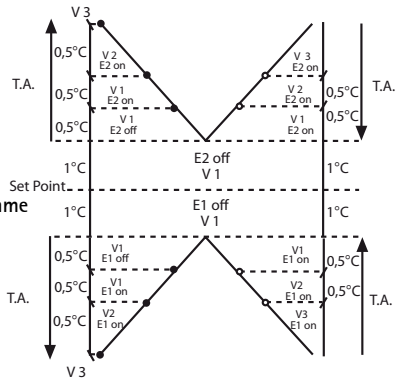 V 3
0,5°C
V 2
E2 on
V 3
E2 on
T.A.
0,5°C
V 1
E2 on
V 2
E2 on
0,5°C
T.A.
0,5°C
V 1
E2 off
V 1
E2 on
0,5°C
1°C
E2 off
V 1
1°C
Set Point
ame
1°C
E1 off
V 1
1°C
0,5°C
V1
E1 off
V1
E1 on
0,5°C
T.A.
0,5°C
V1
E1 on
V2
E1 on
0,5°C
T.A.
0,5°C
V2
E1 on
V3
E1 on
V 3